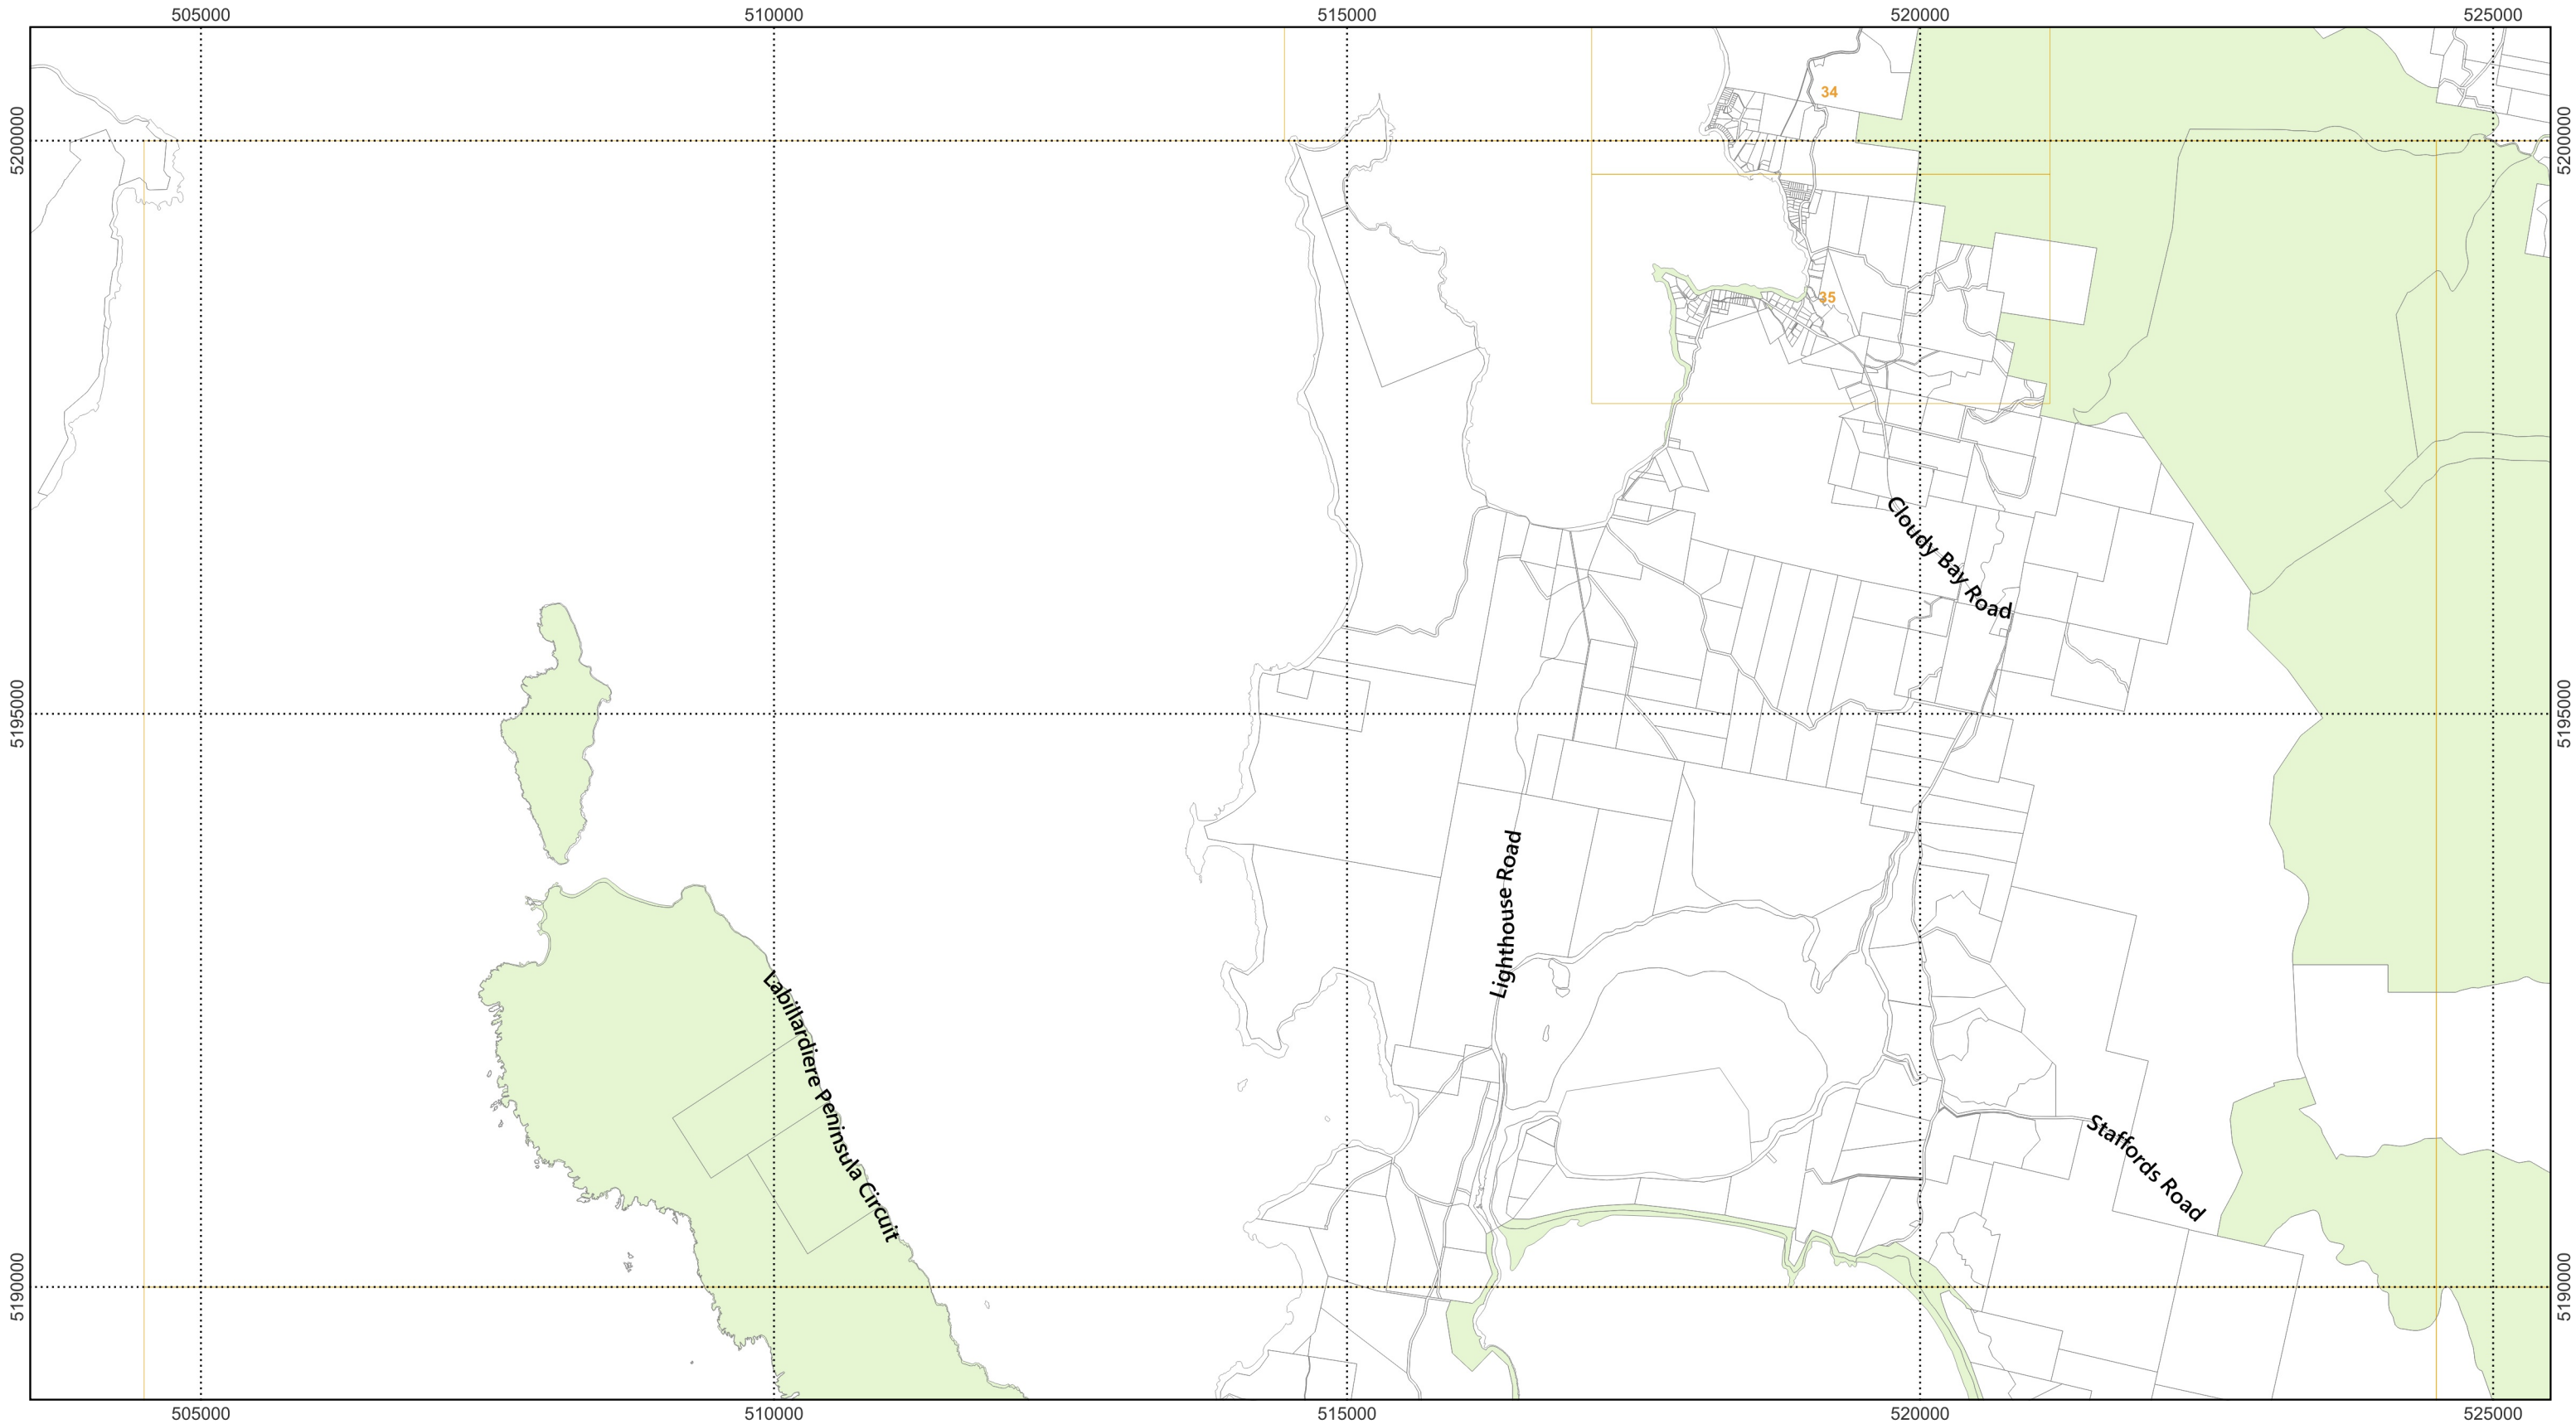 505000 510000 515000 520000 525000
34
5200000 5200000
35
Cloudy Bay Road
5195000 5195000
Lighthouse Road
Labillardiere Peninsula Circuit
Staffords Road
5190000 5190000
505000 510000 515000 520000 525000